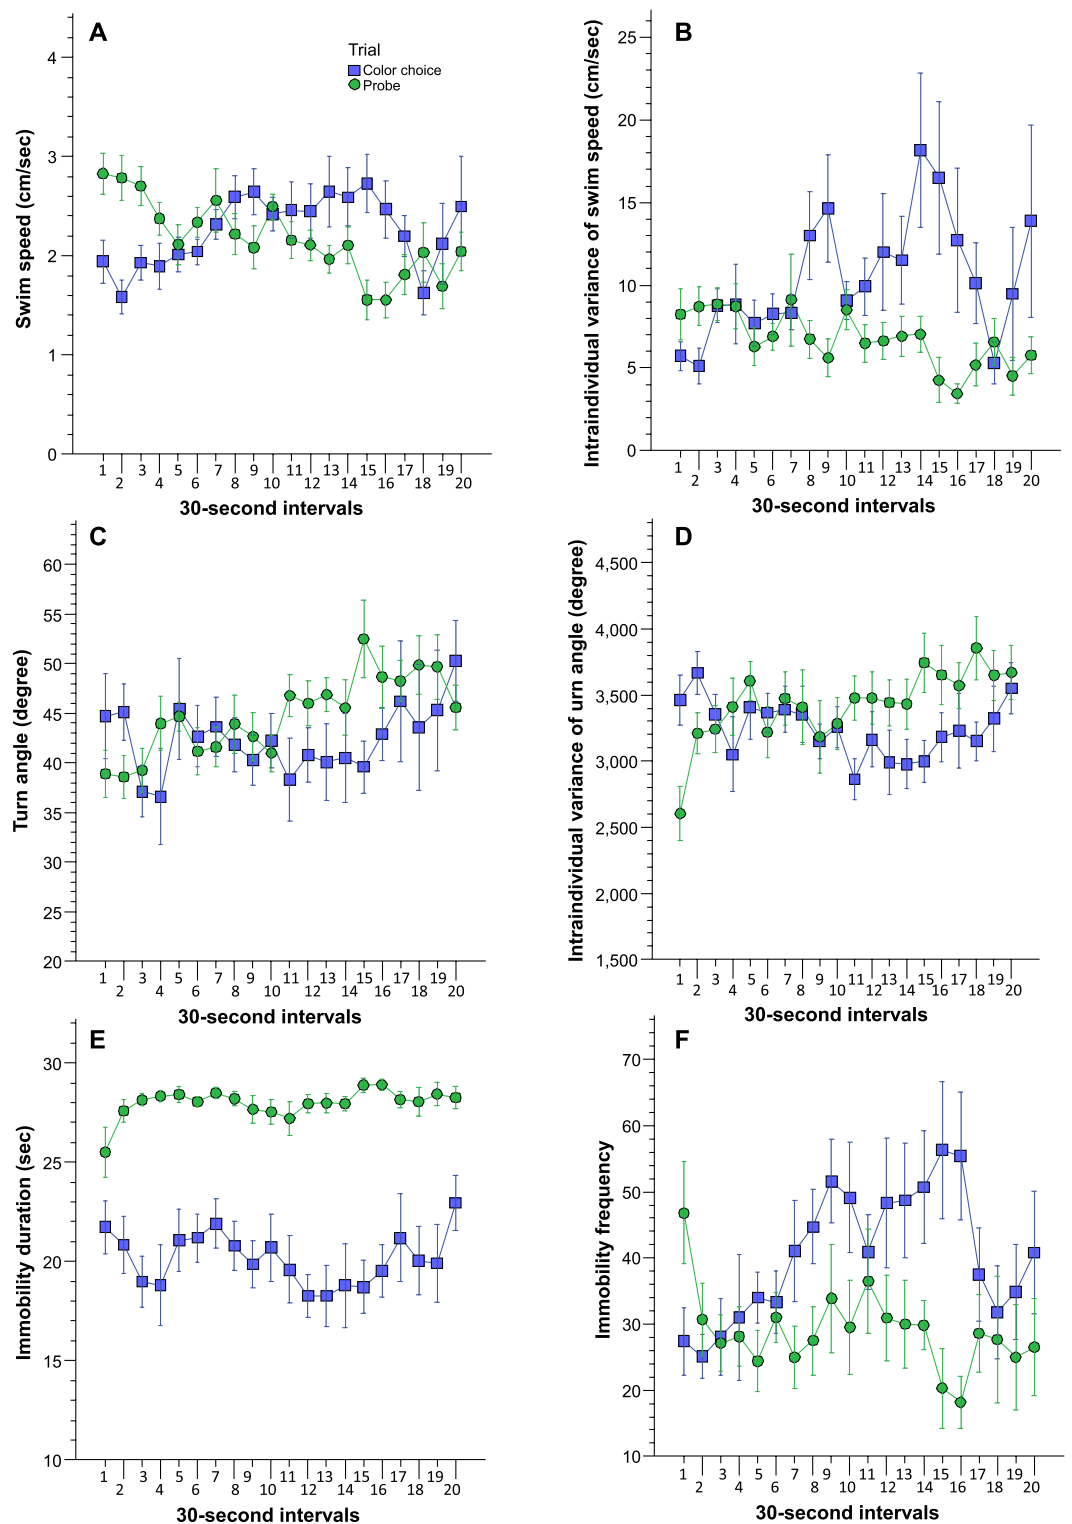 A
Trial
Color choice
Probe
Swim speed (cm/sec)
4
3
2
1
0
1 3 5 7 9 11 13 15 17 19
2 4 6 8 10 12 14 16 18 20
30-second intervals
B
Intraindividual variance of swim speed (cm/sec)
25
20
15
10
5
0
1 3 5 7 9 11 13 15 17 19
2 4 6 8 10 12 14 16 18 20
30-second intervals
C
Turn angle (degree)
60
55
50
45
40
35
30
25
20
1 3 5 7 9 11 13 15 17 19
2 4 6 8 10 12 14 16 18 20
30-second intervals
D
Intraindividual variance of urn angle (degree)
4,500
4,000
3,500
3,000
2,500
2,000
1,500
1 3 5 7 9 11 13 15 17 19
2 4 6 8 10 12 14 16 18 20
30-second intervals
E
Immobility duration (sec)
30
25
20
15
10
1 3 5 7 9 11 13 15 17 19
2 4 6 8 10 12 14 16 18 20
30-second intervals
F
Immobility frequency
70
60
50
40
30
20
10
1 3 5 7 9 11 13 15 17 19
2 4 6 8 10 12 14 16 18 20
30-second intervals